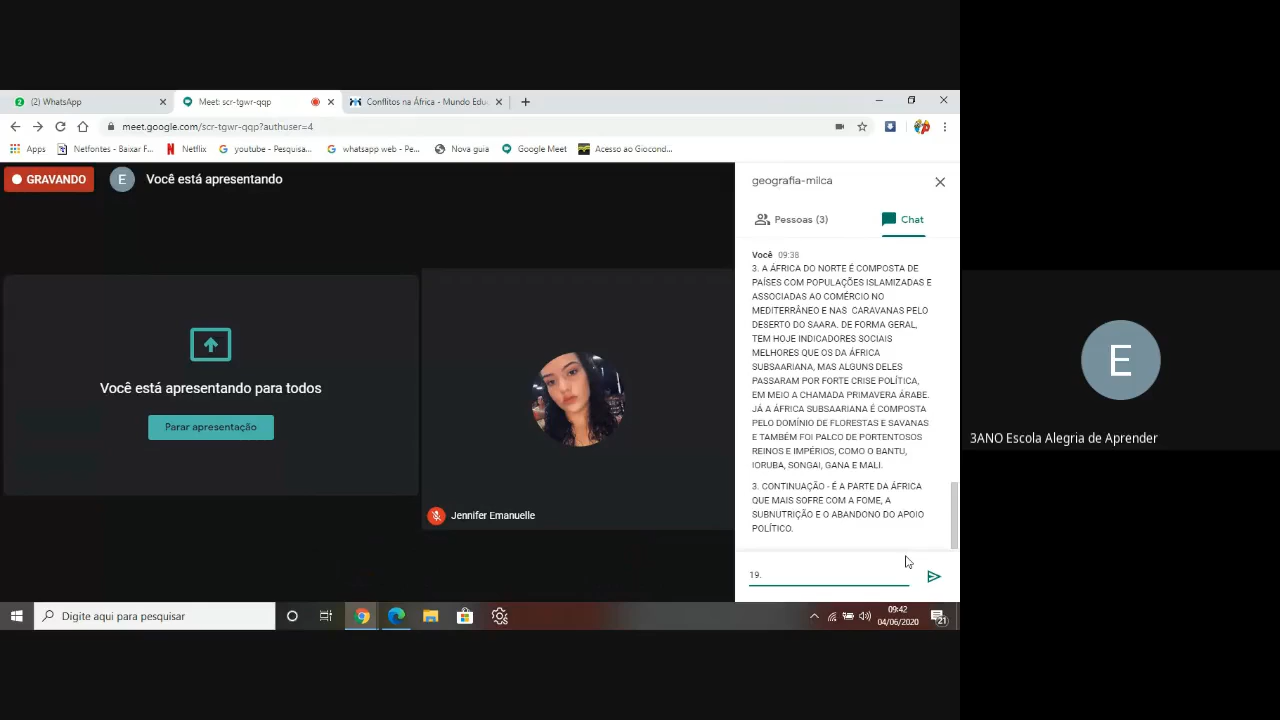 (2) WhatsApp
Meet: scr-tgwr-qqp
Conflitos na África - Mundo Edu
meet.google.com/scr-tgwr-qqp?authuser=4
Apps
Netfontes - Baixar F...
Netflix
youtube - Pesquisa...
whatsapp web - Pe...
Nova guia
Google Meet
Acesso ao Giocond...
GRAVANDO
E
Você está apresentando
geografia-milca
Pessoas (3)
Chat
Você 09:38
3. A ÁFRICA DO NORTE É COMPOSTA DE
PAÍSES COM POPULAÇÕES ISLAMIZADAS E
ASSOCIADAS AO COMÉRCIO NO
MEDITERRÂNEO E NAS CARAVANAS PELO
DESERTO DO SAARA. DE FORMA GERAL,
TEM HOJE INDICADORES SOCIAIS
MELHORES QUE OS DA ÁFRICA
SUBSAARIANA, MAS ALGUNS DELES
PASSARAM POR FORTE CRISE POLÍTICA,
EM MEIO A CHAMADA PRIMAVERA ÁRABE.
JÁ A ÁFRICA SUBSAARIANA É COMPOSTA
PELO DOMÍNIO DE FLORESTAS E SAVANAS
E TAMBÉM FOI PALCO DE PORTENTOSOS
REINOS E IMPÉRIOS, COMO O BANTU,
IORUBA, SONGAI, GANA E MALI.
3. CONTINUAÇÃO - É A PARTE DA ÁFRICA
QUE MAIS SOFRE COM A FOME, A
SUBNUTRIÇÃO E O ABANDONO DO APOIO
POLÍTICO.
19.
Você está apresentando para todos
Parar apresentação
Jennifer Emanuelle
E
3ANO Escola Alegria de Aprender
Digite aqui para pesquisar
09:42
04/06/2020
21